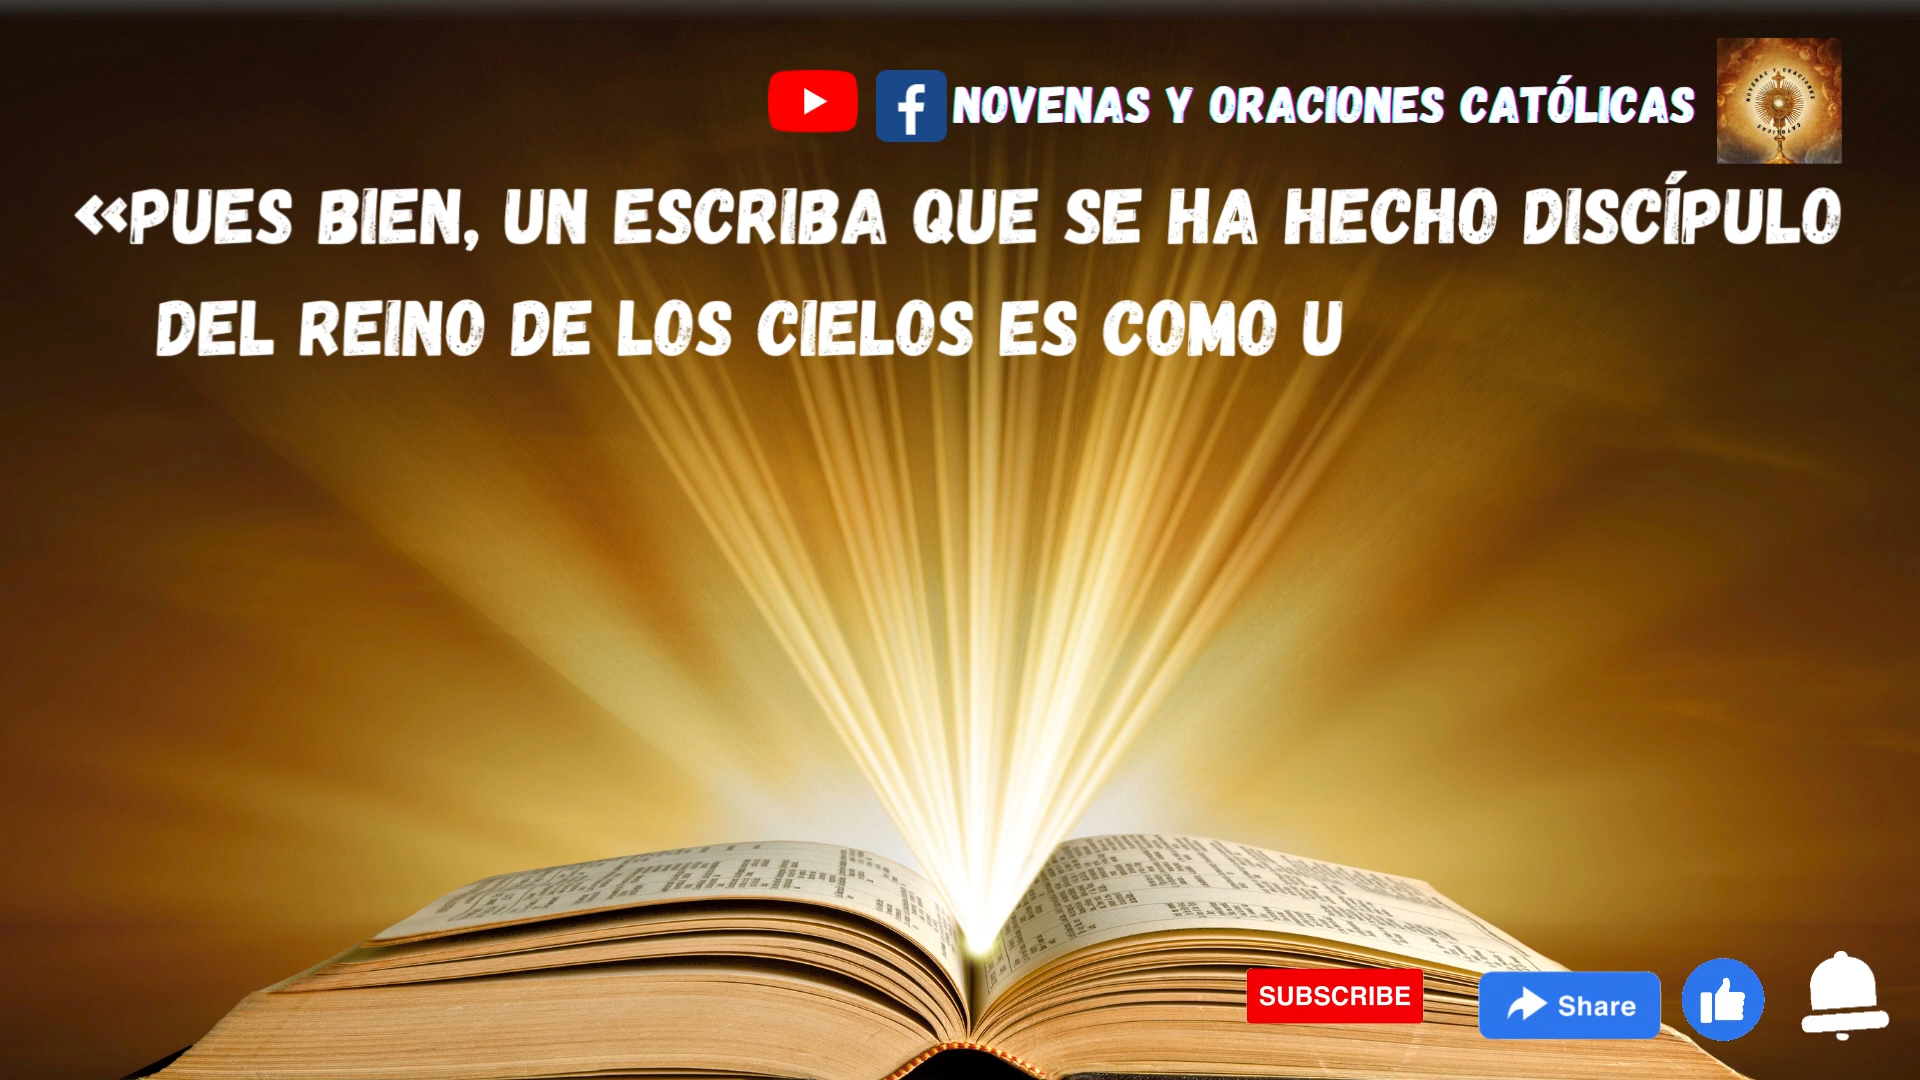 NOVENAS Y ORACIONES CATÓLICAS
«PUES BIEN, UN ESCRIBA QUE SE HA HECHO DISCÍPULO
DEL REINO DE LOS CIELOS ES COMO U
SUBSCRIBE
Share